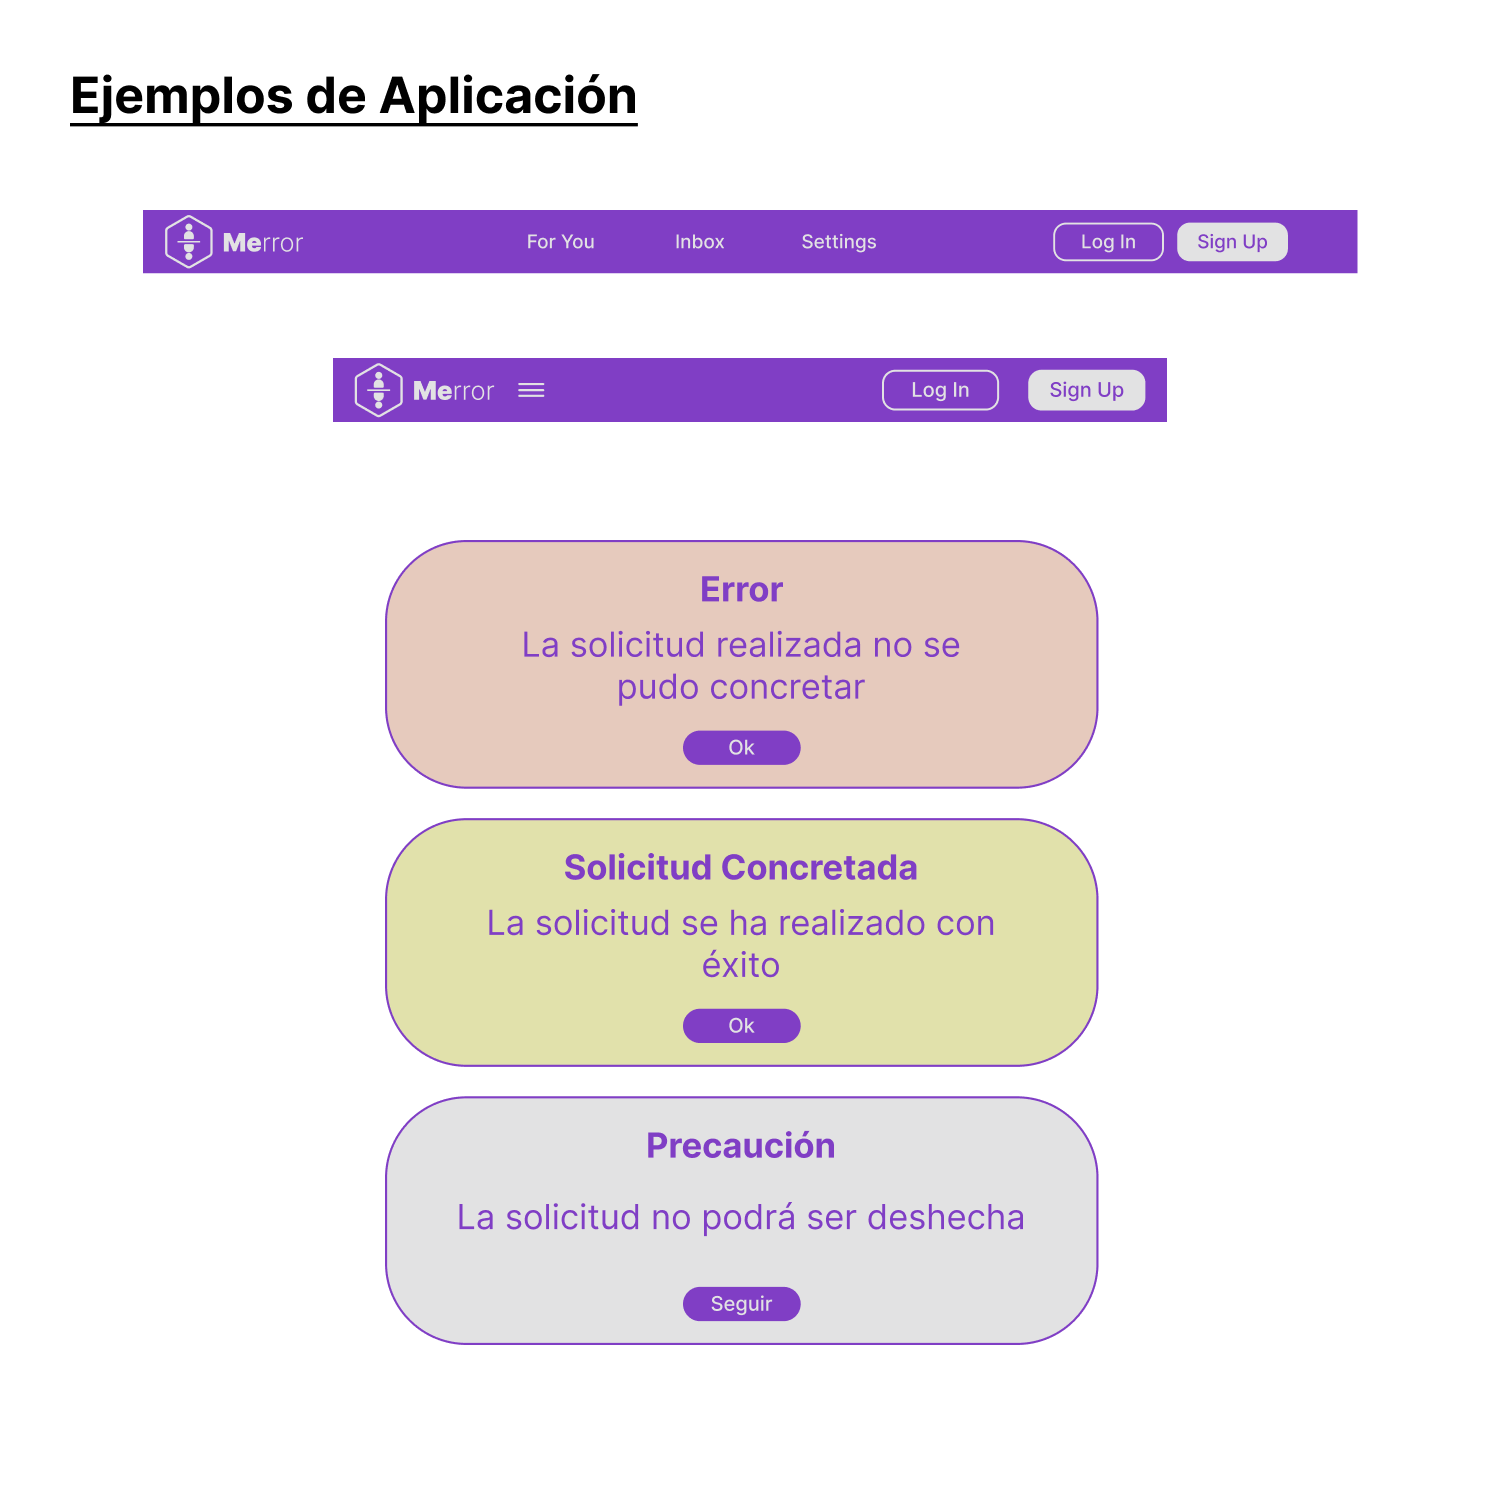 Ejemplos de Aplicación
Merror For You Inbox Settings Log In Sign Up
Merror Log In Sign Up
Error
La solicitud realizada no se
pudo concretar
Ok
Solicitud Concretada
La solicitud se ha realizado con
éxito
Ok
Precaución
La solicitud no podrá ser deshecha
Seguir